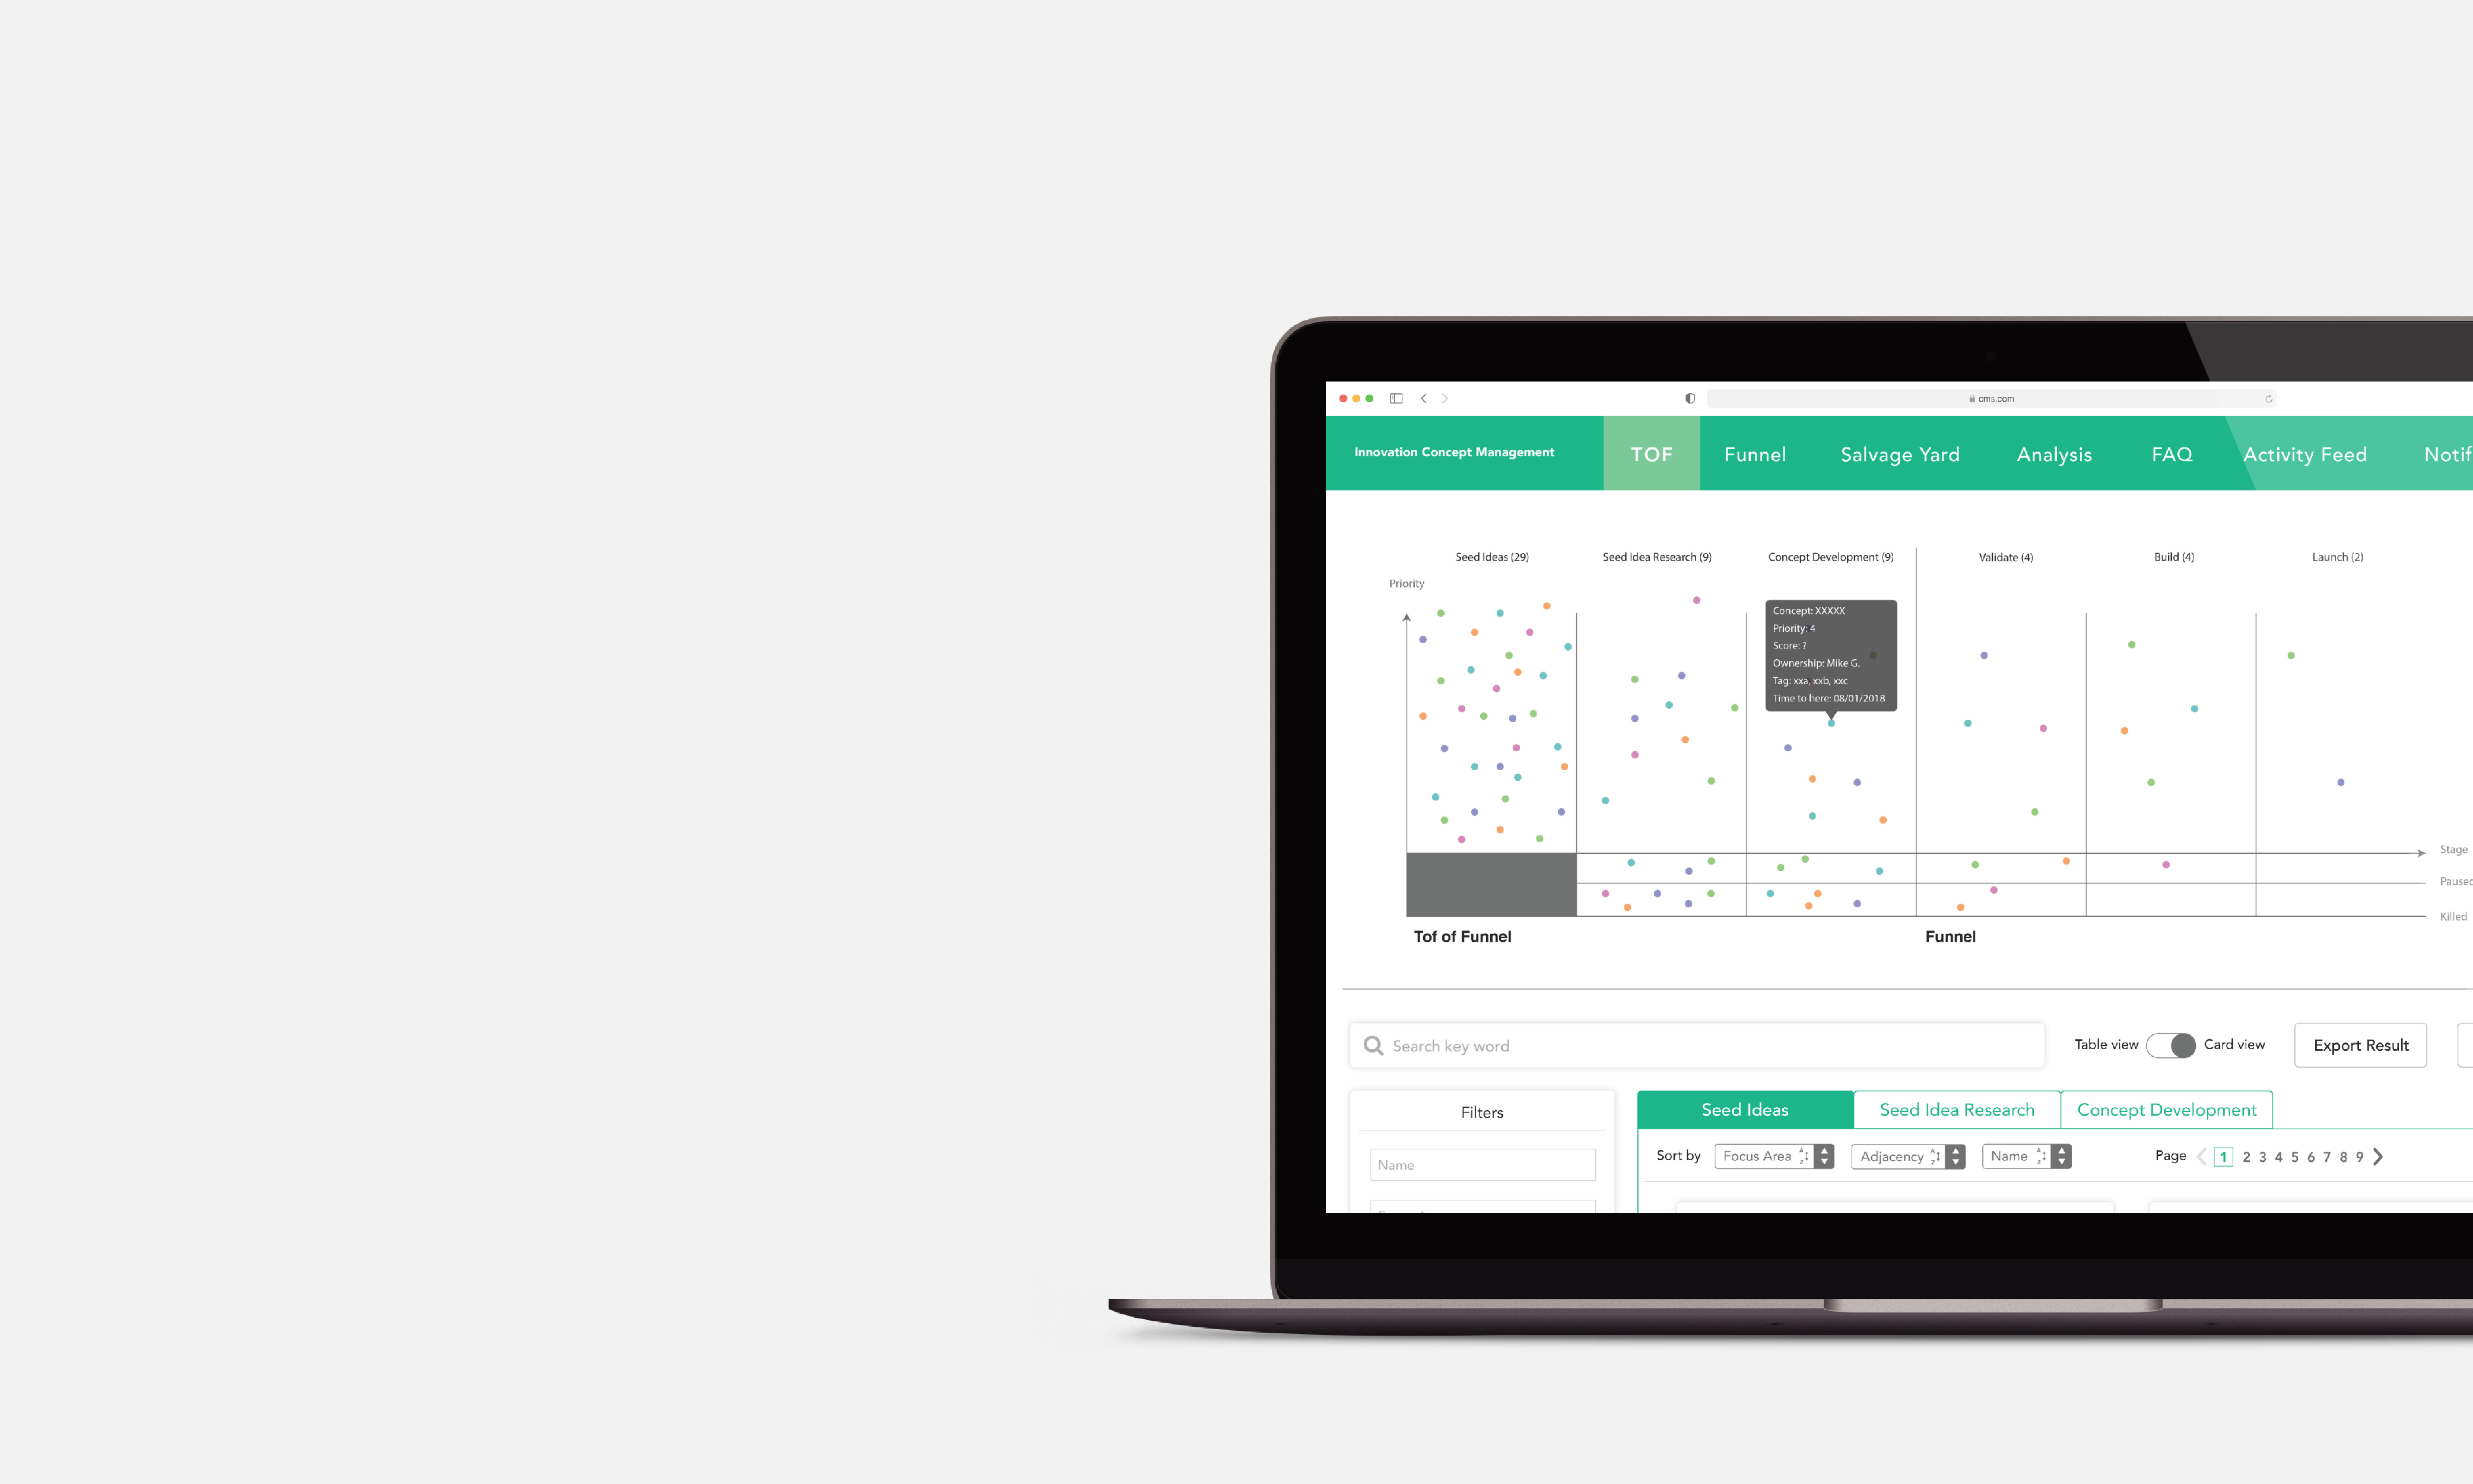 cms.com
Innovation Concept Management
TOF
Funnel
Salvage Yard
Analysis
FAQ
Activity Feed
Notif
Seed Ideas (29)
Seed Idea Research (9)
Concept Development (9)
Validate (4)
Build (4)
Launch (2)
Priority
Concept: XXXXX
Priority: 4
Score: ?
Ownership: Mike G.
Tag: xxa, xxb, xxc
Time to here: 08/01/2018
Stage
Paused
Killed
Tof of Funnel
Funnel
Search key word
Table view
Card view
Export Result
Filters
Name
Seed Ideas
Seed Idea Research
Concept Development
Sort by
Focus Area
Adjacency
Name
Page
1 2 3 4 5 6 7 8 9